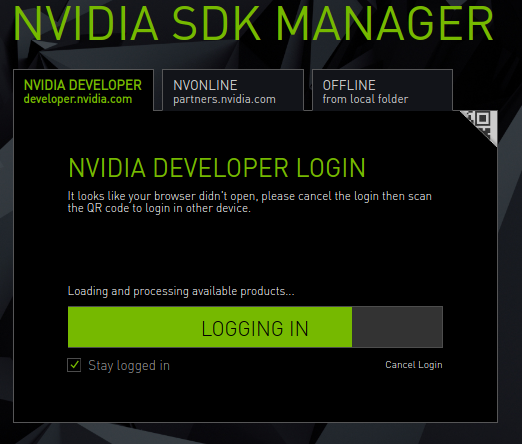 NVIDIA SDK MANAGER
NVIDIA DEVELOPER
developer.nvidia.com
NVONLINE
partners.nvidia.com
OFFLINE
from local folder
NVIDIA DEVELOPER LOGIN
It looks like your browser didn't open, please cancel the login then scan
the QR code to login in other device.
Loading and processing available products...
LOGGING IN
Stay logged in
Cancel Login